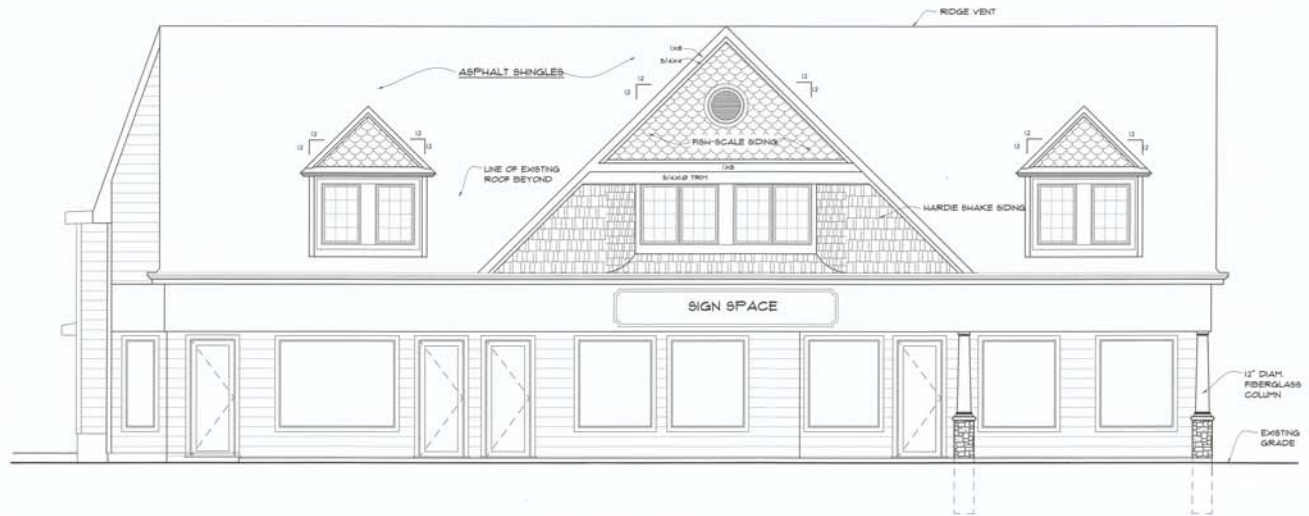 RIDGE VENT
1X8
5/4X4
ASPHALT SHINGLES
12
12
12
12
12
12
12
12
12
12
12
12
FISH-SCALE SIDING
LINE OF EXISTING
ROOF BEYOND
1X8
5/4X10 TRIM
HARDIE SHAKE SIDING
SIGN SPACE
12" DIAM.
FIBERGLASS
COLUMN
EXISTING
GRADE